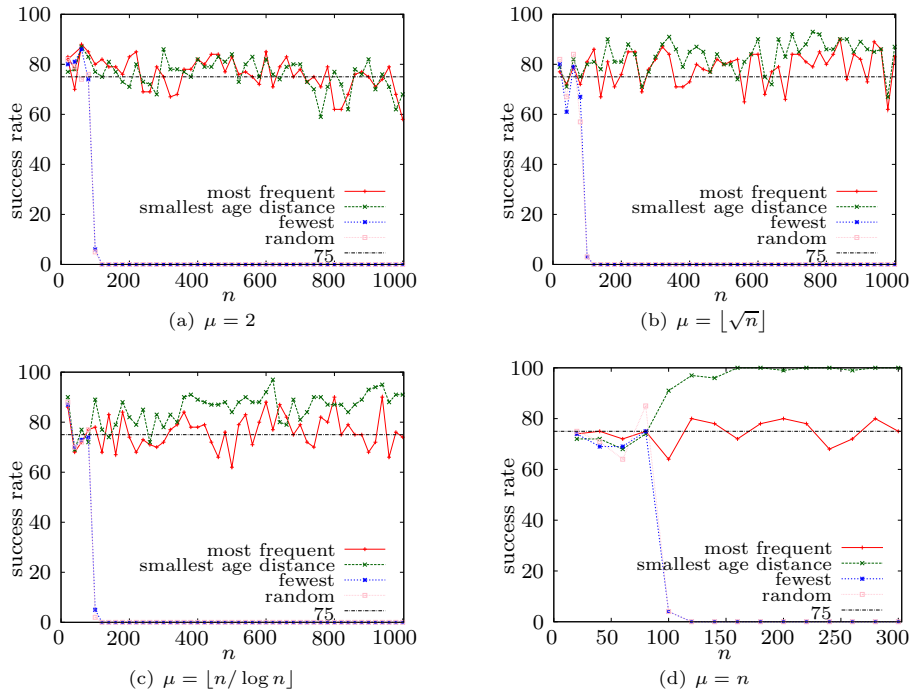 100
80
60
40
20
0
success rate
most frequent
smallest age distance
fewest
random
75
0 200 400 600 800 1000
n
(a) μ = 2
100
80
60
40
20
0
success rate
most frequent
smallest age distance
fewest
random
75
0 200 400 600 800 1000
n
(b) μ = ⌊√n⌋
100
80
60
40
20
0
success rate
most frequent
smallest age distance
fewest
random
75
0 200 400 600 800 1000
n
(c) μ = ⌊n/ log n⌋
100
80
60
40
20
0
success rate
most frequent
smallest age distance
fewest
random
75
0 50 100 150 200 250 300
n
(d) μ = n